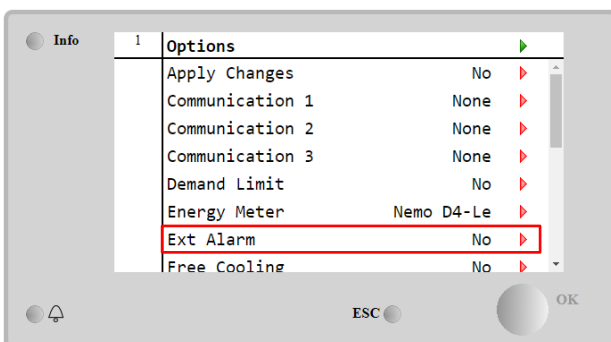 Info
1 Options
Apply Changes No
Communication 1 None
Communication 2 None
Communication 3 None
Demand Limit No
Energy Meter Nemo D4-Le
Ext Alarm No
Free Cooling No
OK
ESC